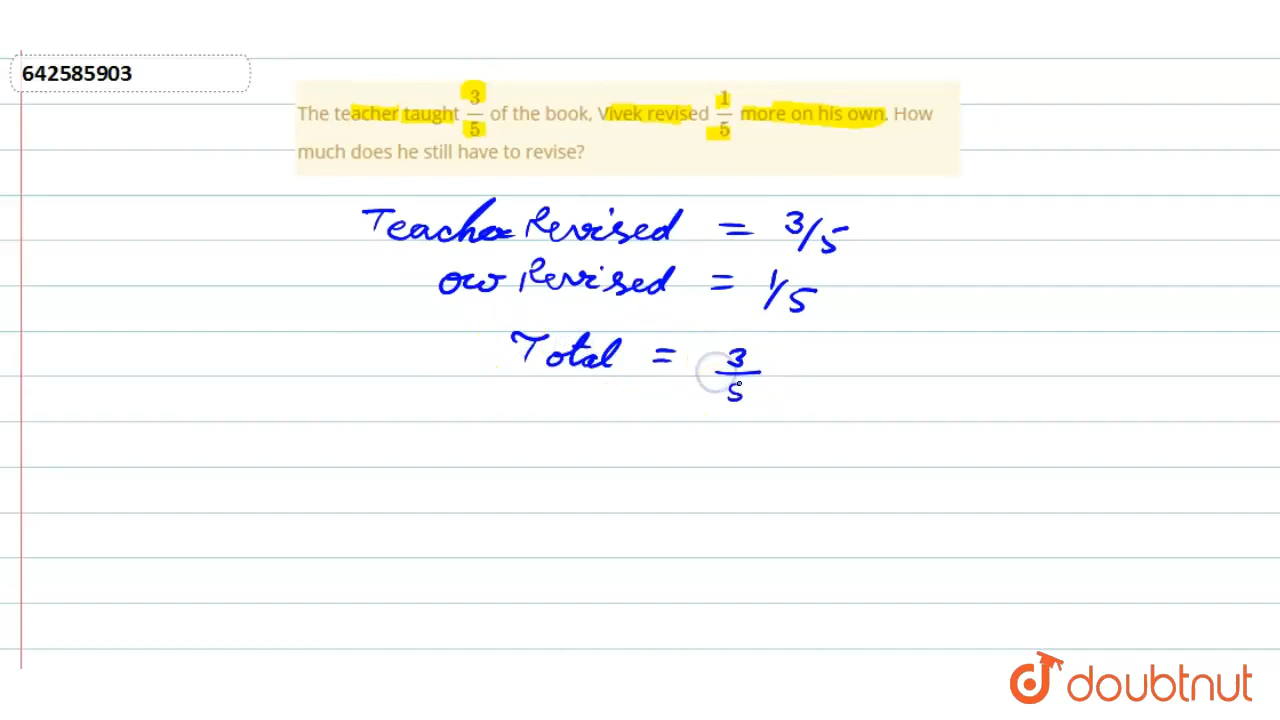 642585903
The teacher taught 3/5 of the book, Vivek revised 1/5 more on his own. How
much does he still have to revise?
Teacher Revised = 3/5
ow Revised = 1/5
Total = 3/5
doubtnut